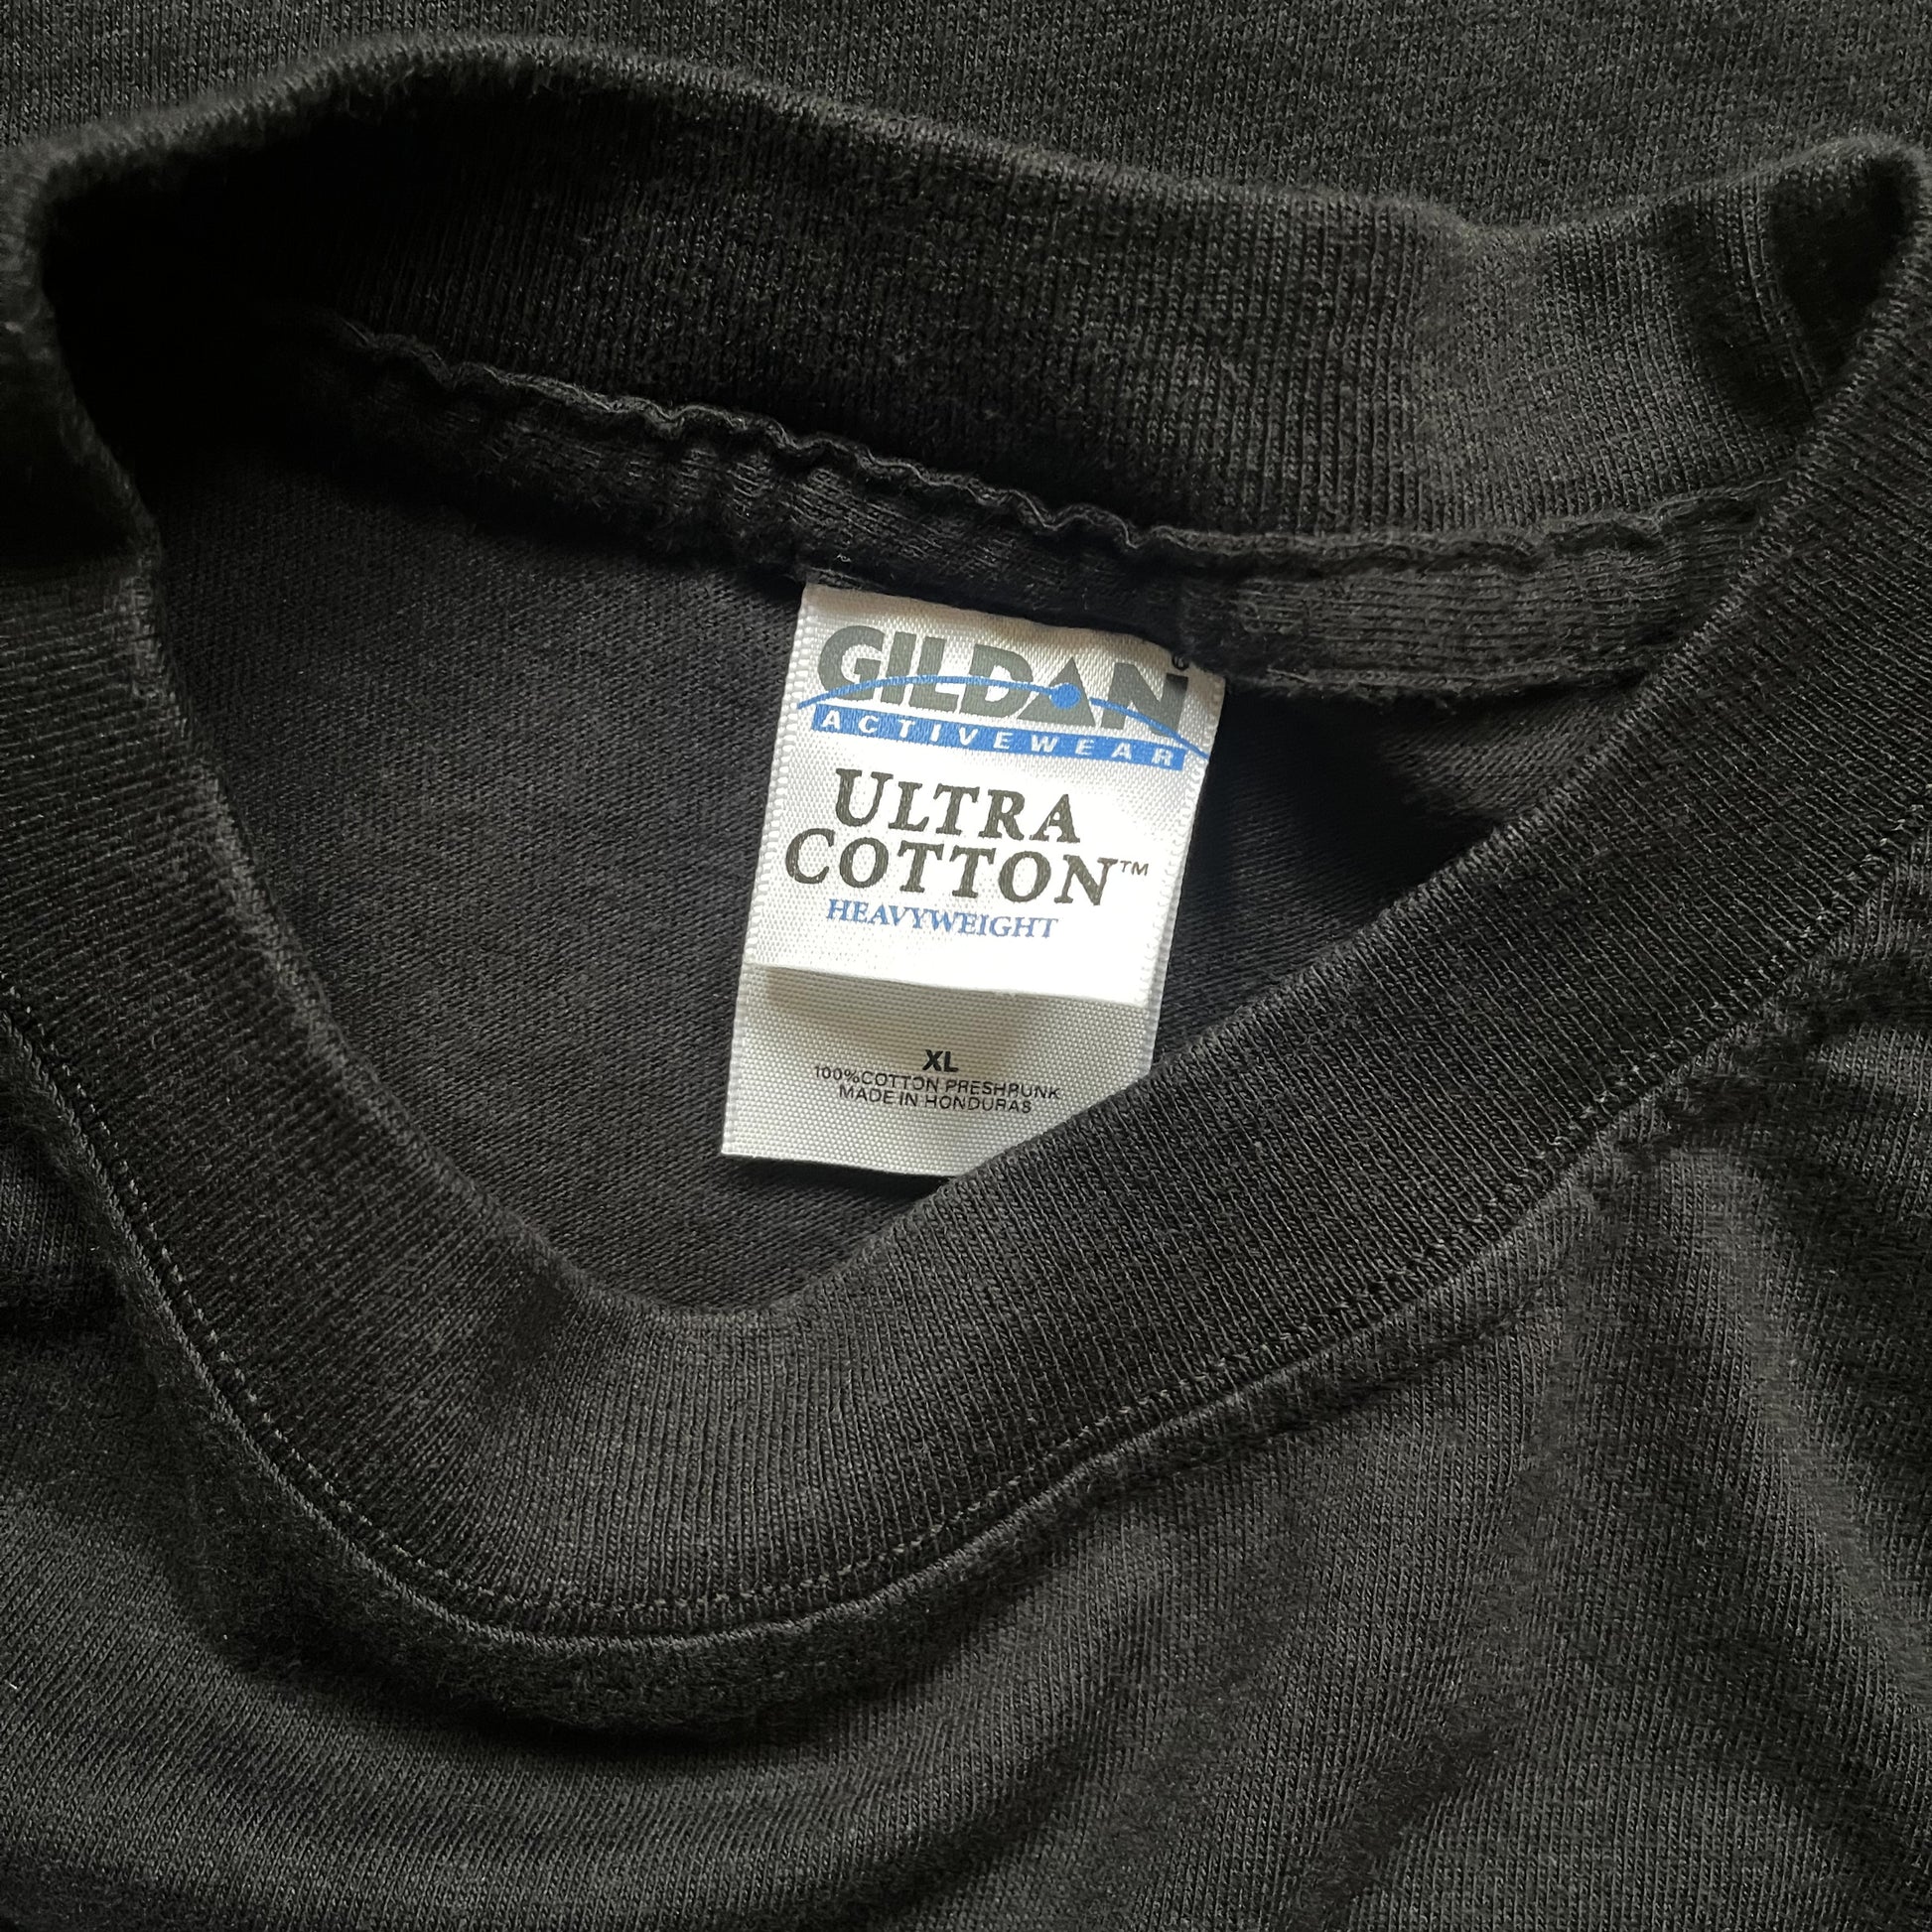 GILDAN®
ACTIVEWEAR
ULTRA
COTTON™
HEAVYWEIGHT
XL
100%COTTON PRESHRUNK
MADE IN HONDURAS